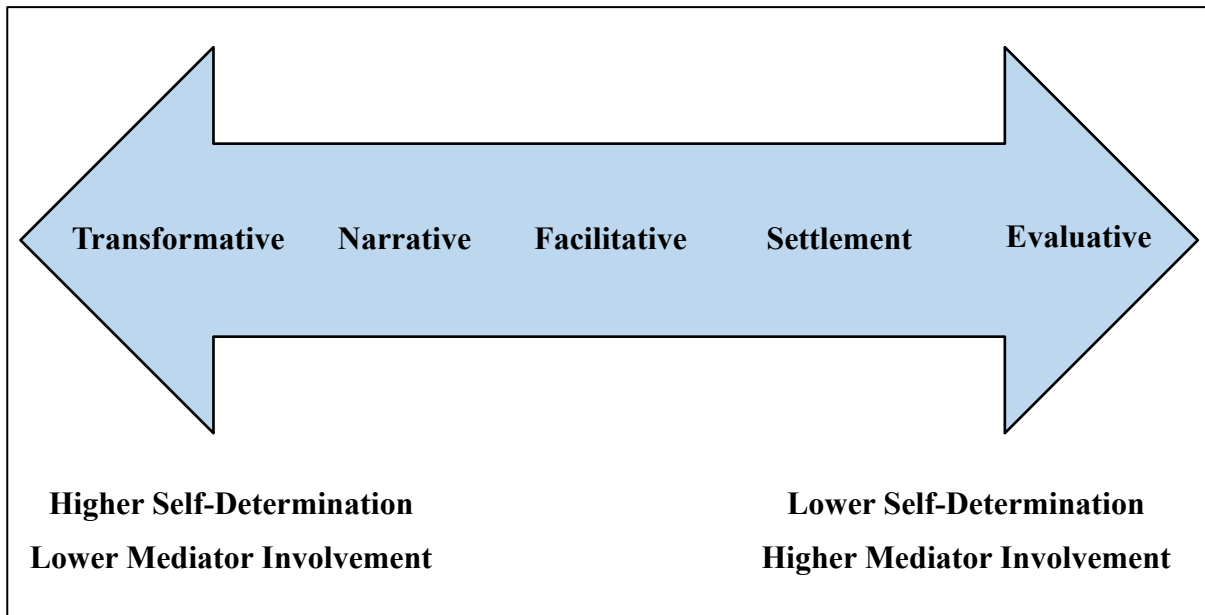 Transformative Narrative Facilitative Settlement Evaluative
Higher Self-Determination
Lower Mediator Involvement
Lower Self-Determination
Higher Mediator Involvement